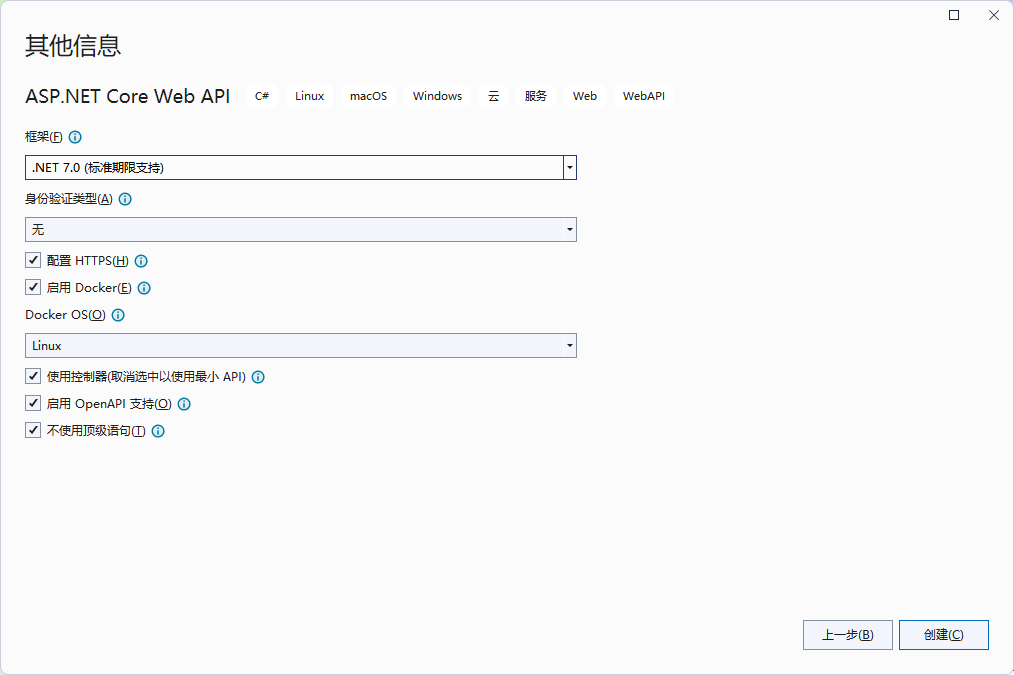 其他信息
ASP.NET Core Web API C# Linux macOS Windows 云 服务 Web WebAPI
框架(F)
.NET 7.0 (标准期限支持)
身份验证类型(A)
无
配置 HTTPS(H)
启用 Docker(E)
Docker OS(O)
Linux
使用控制器(取消选中以使用最小 API)
启用 OpenAPI 支持(O)
不使用顶级语句(T)
上一步(B) 创建(C)